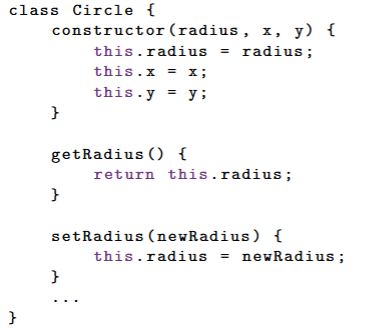 class Circle {
    constructor(radius, x, y) {
        this.radius = radius;
        this.x = x;
        this.y = y;
    }

    getRadius() {
        return this.radius;
    }

    setRadius(newRadius) {
        this.radius = newRadius;
    }
    ...
}